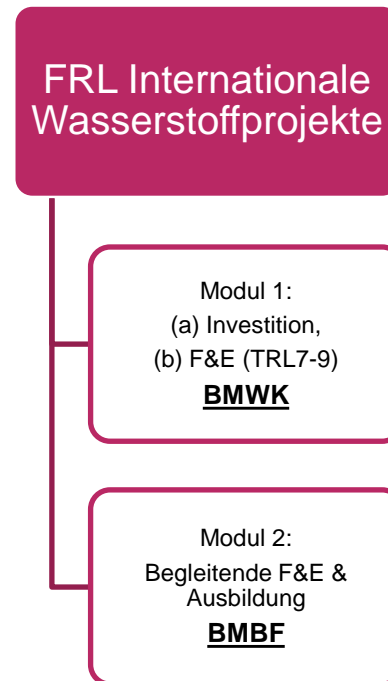 FRL Internationale
Wasserstoffprojekte
Modul 1:
(a) Investition,
(b) F&E (TRL7-9)
BMWK
Modul 2:
Begleitende F&E &
Ausbildung
BMBF